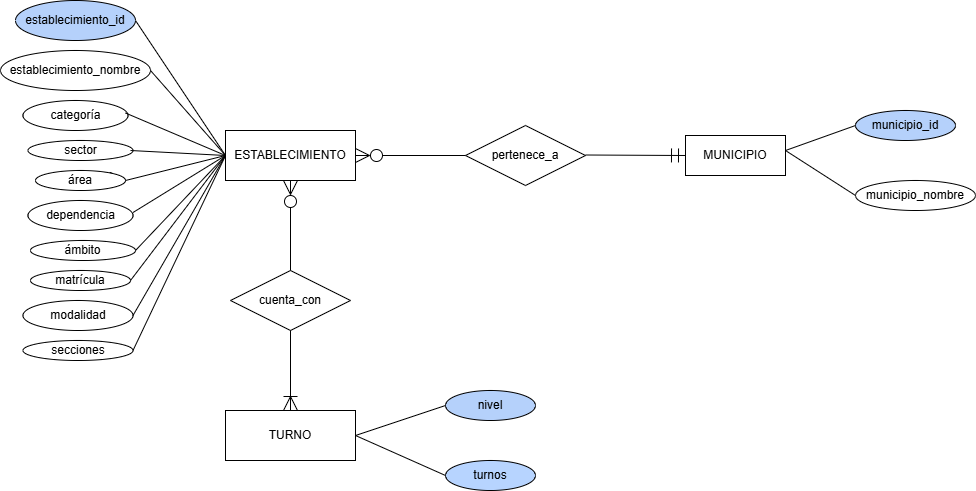 establecimiento_id
establecimiento_nombre
categoría
sector
área
dependencia
ámbito
matrícula
modalidad
secciones
ESTABLECIMIENTO
pertenece_a
MUNICIPIO
municipio_id
municipio_nombre
cuenta_con
TURNO
nivel
turnos